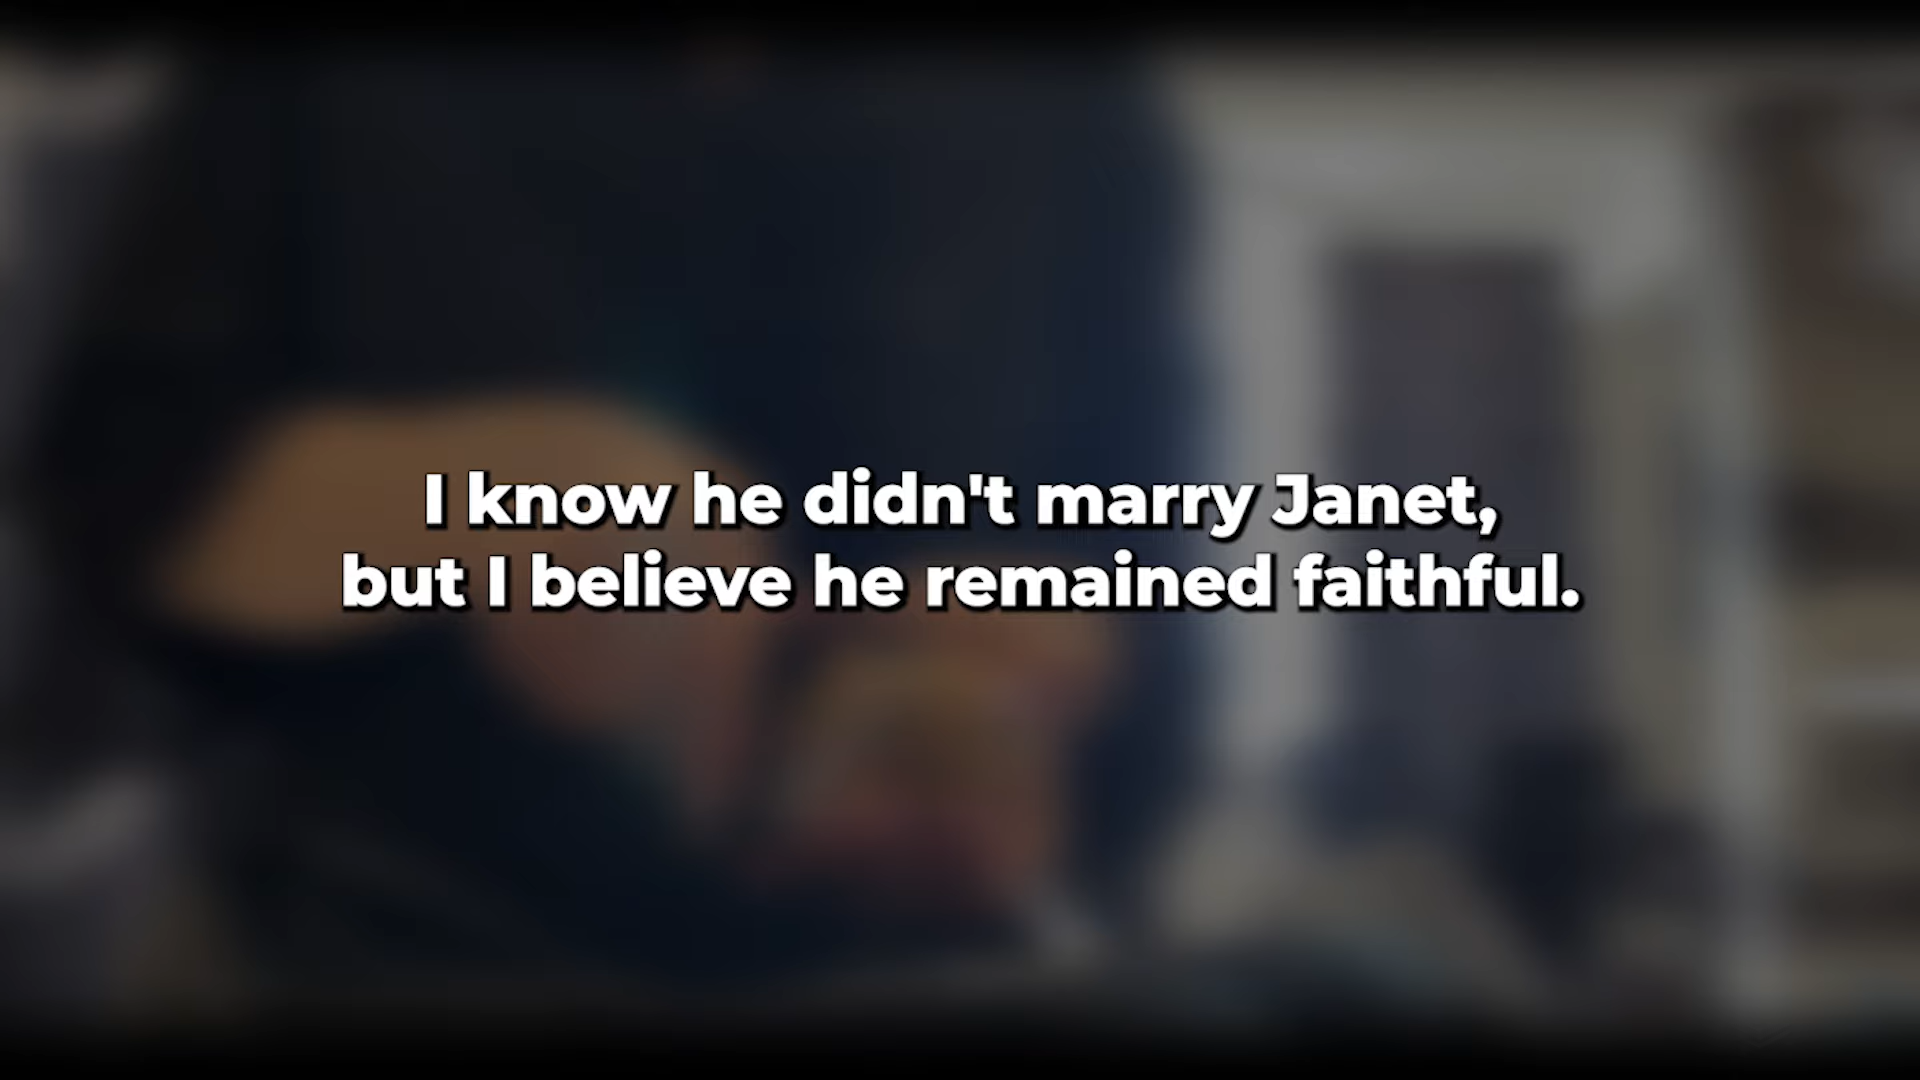 I know he didn't marry Janet,
but I believe he remained faithful.